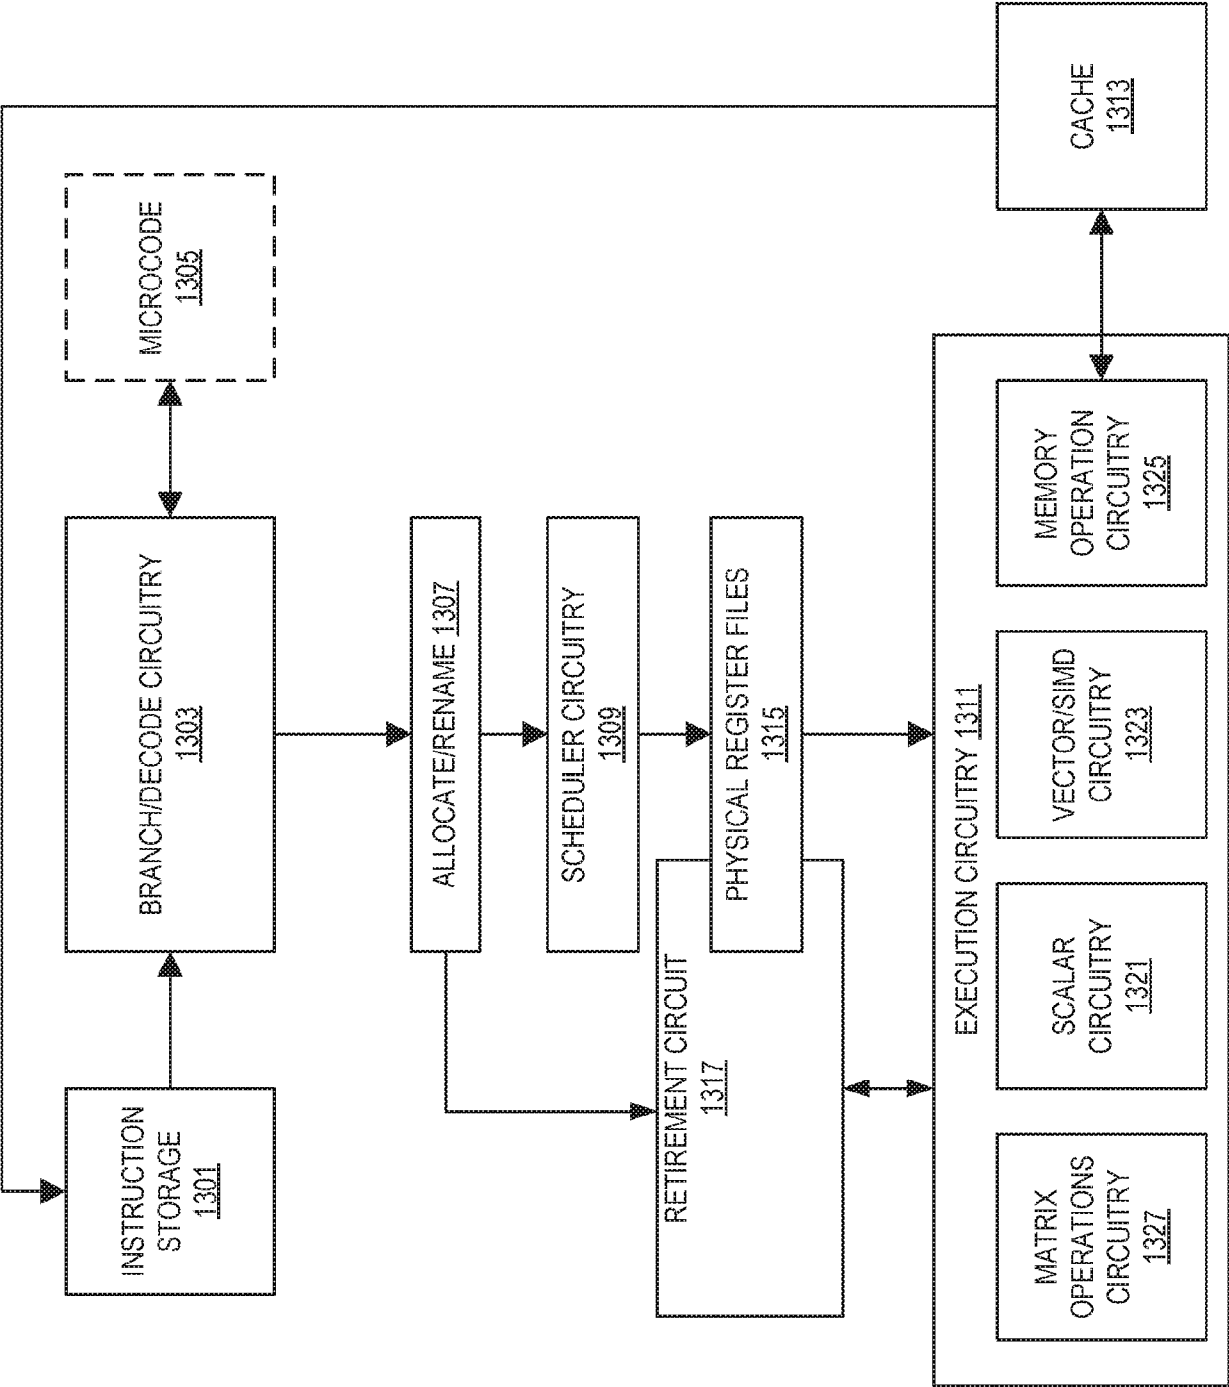 INSTRUCTION
STORAGE
1301
BRANCH/DECODE CIRCUITRY
1303
MICROCODE
1305
ALLOCATE/RENAME 1307
SCHEDULER CIRCUITRY
1309
RETIREMENT CIRCUIT
1317
PHYSICAL REGISTER FILES
1315
EXECUTION CIRCUITRY 1311
MATRIX
OPERATIONS
CIRCUITRY
1327
SCALAR
CIRCUITRY
1321
VECTOR/SIMD
CIRCUITRY
1323
MEMORY
OPERATION
CIRCUITRY
1325
CACHE
1313